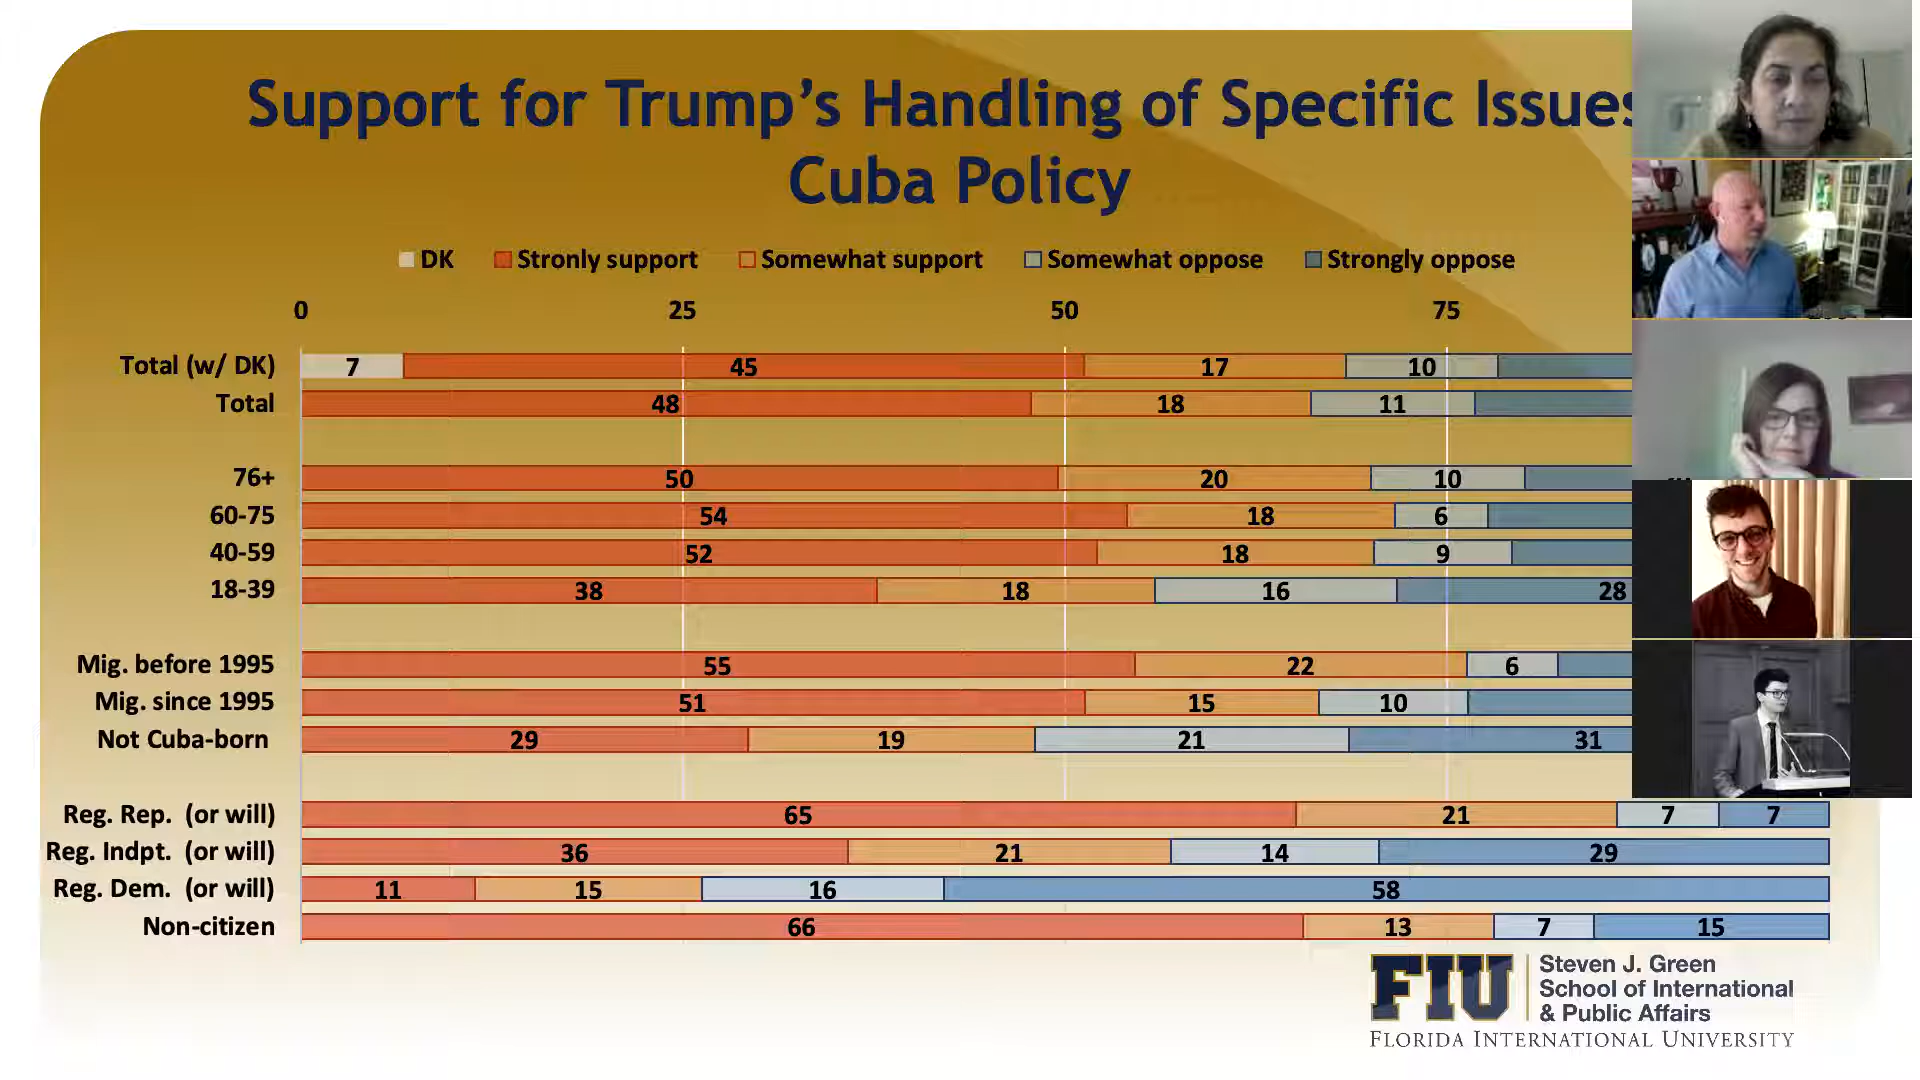 Support for Trump's Handling of Specific Issues
Cuba Policy
DK Stronly support Somewhat support Somewhat oppose Strongly oppose
0 25 50 75
Total (w/ DK) 7 45 17 10
Total 48 18 11
76+ 50 20 10
60-75 54 18 6
40-59 52 18 9
18-39 38 18 16 28
Mig. before 1995 55 22 6
Mig. since 1995 51 15 10
Not Cuba-born 29 19 21 31
Reg. Rep. (or will) 65 21 7 7
Reg. Indpt. (or will) 36 21 14 29
Reg. Dem. (or will) 11 15 16 58
Non-citizen 66 13 7 15
FIU
Steven J. Green
School of International
& Public Affairs
FLORIDA INTERNATIONAL UNIVERSITY